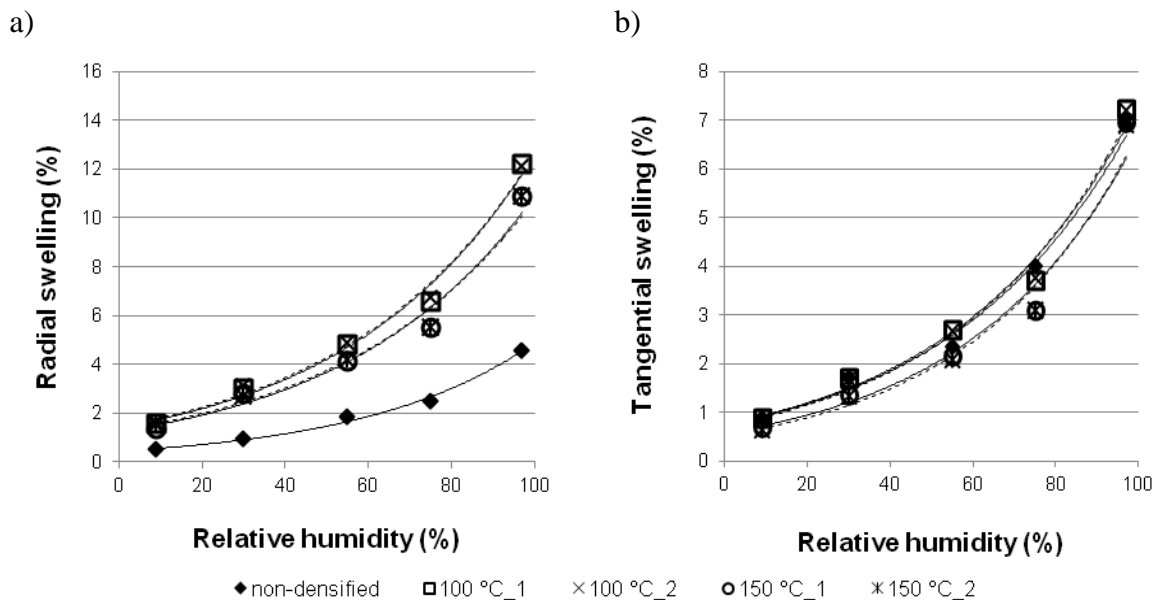 a)
b)
Radial swelling (%)
16
14
12
10
8
6
4
2
0
0 20 40 60 80 100
Relative humidity (%)
Tangential swelling (%)
8
7
6
5
4
3
2
1
0
0 20 40 60 80 100
Relative humidity (%)
non-densified 100 °C_1 100 °C_2 150 °C_1 150 °C_2